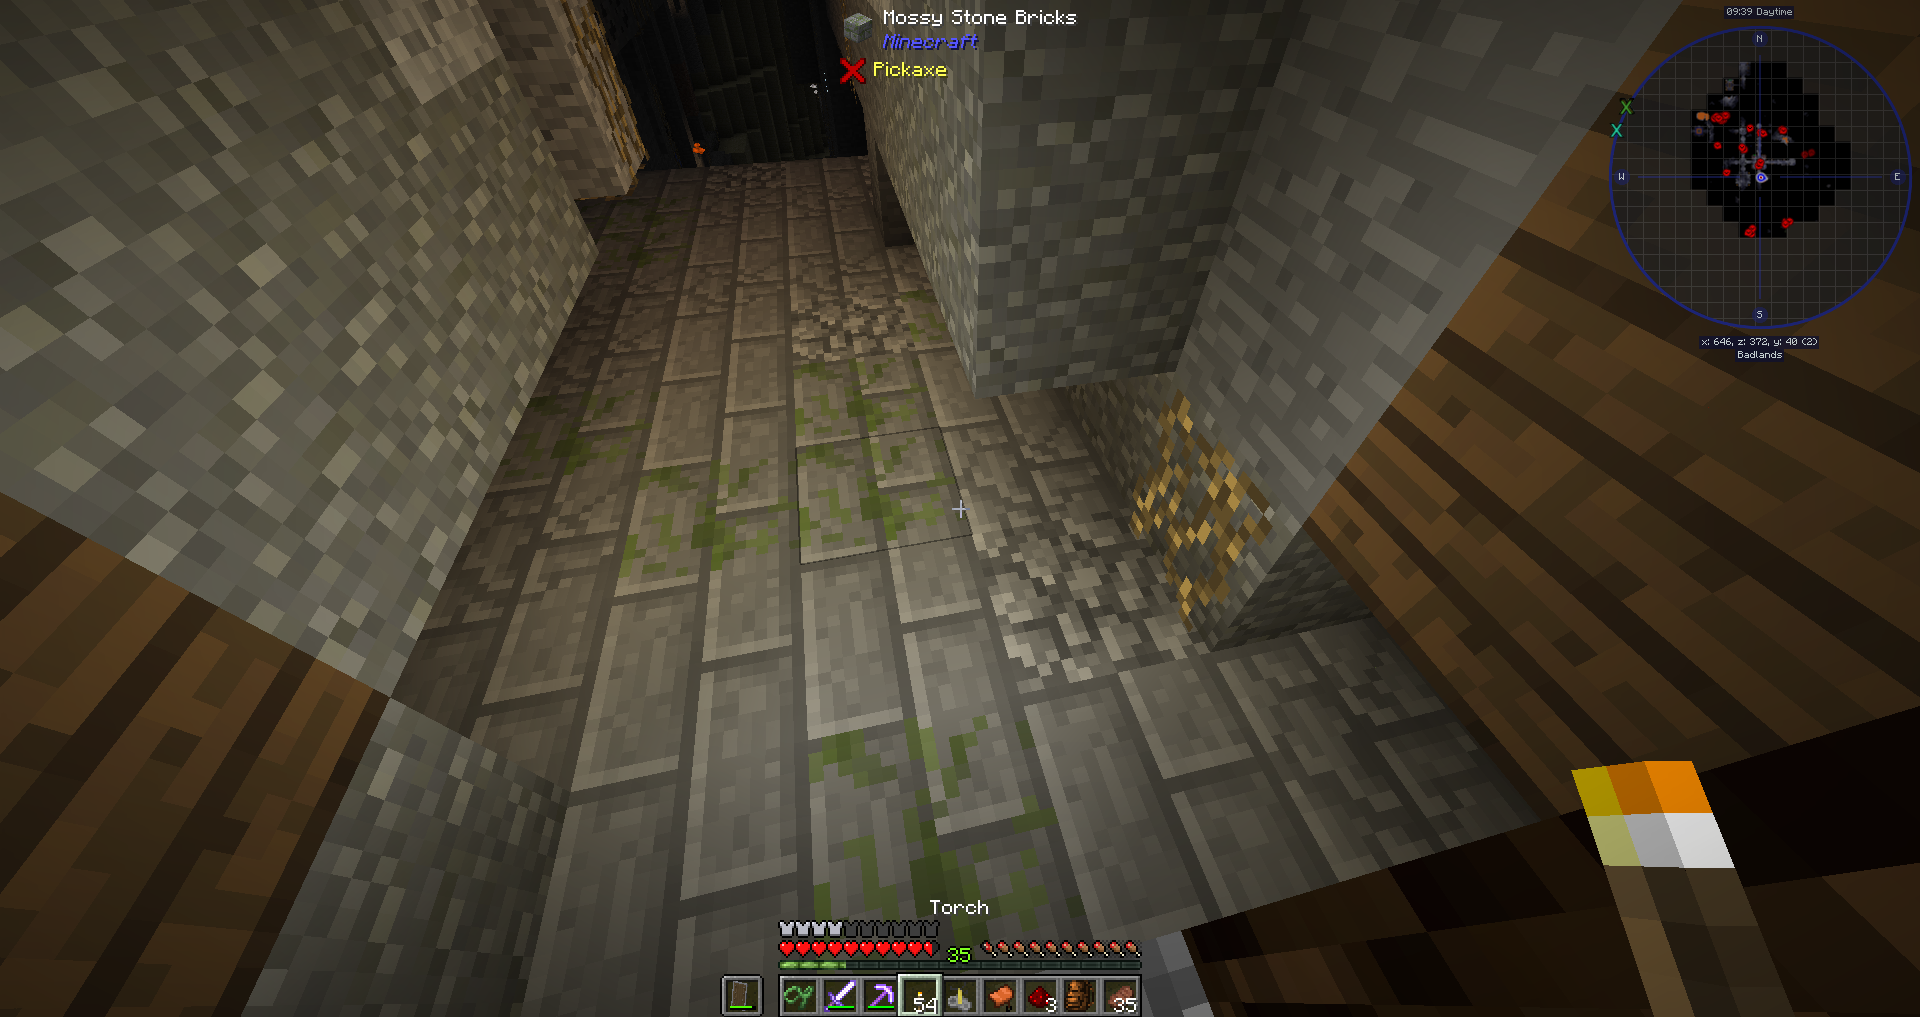 Mossy Stone Bricks
Minecraft
Pickaxe
09:39 Daytime
N
X
X
W
E
S
x: 646, z: 372, y: 40 (2)
Badlands
Torch
35
54
3
35